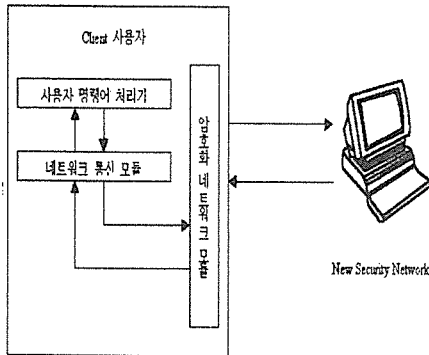 Client 사용자
사용자 명령어 처리기
네트워크 통신 모듈
암호화 네트워크 모듈
New Security Network